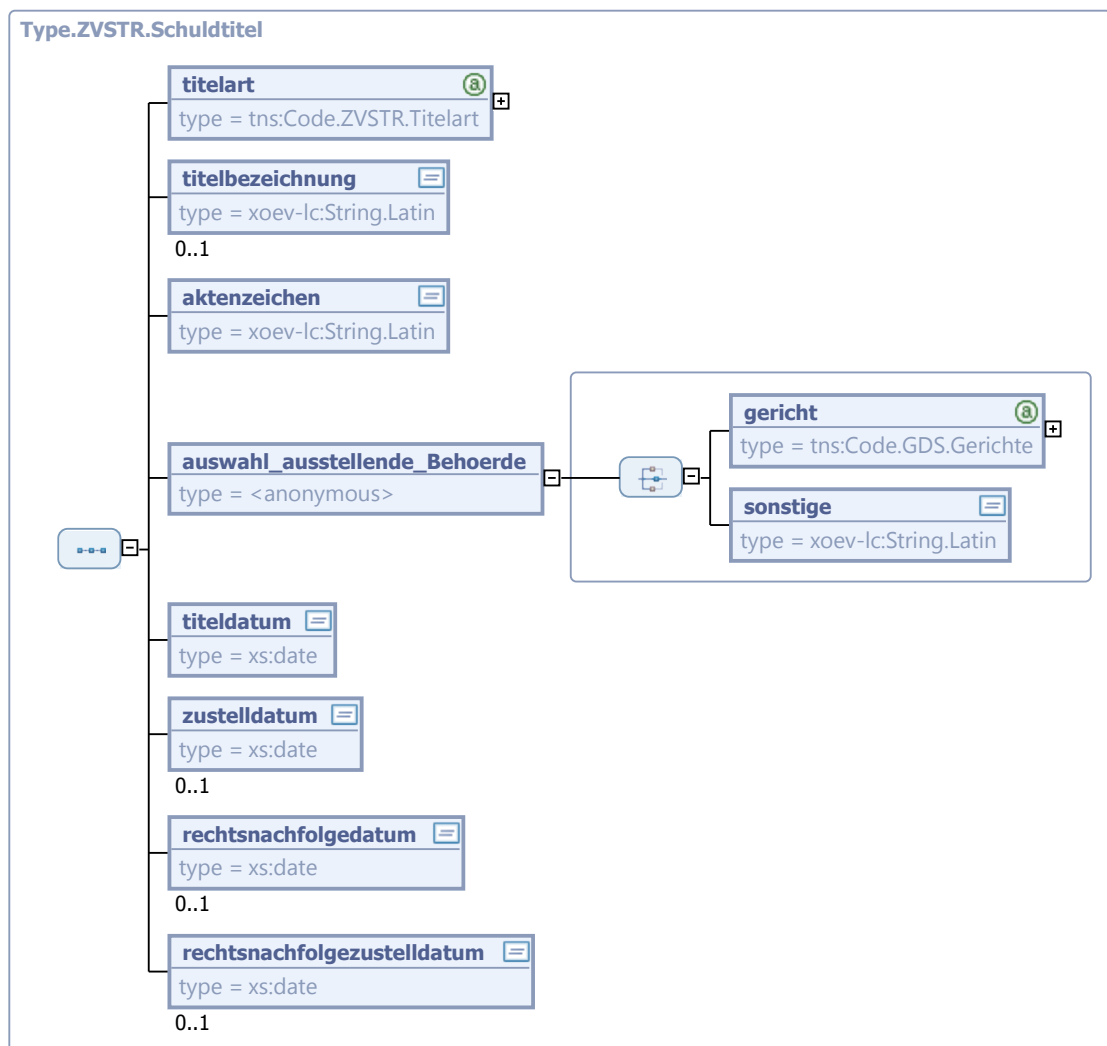 Type.ZVSTR.Schuldtitel
titelart
type = tns:Code.ZVSTR.Titelart
titelbezeichnung
type = xoev-lc:String.Latin
0..1
aktenzeichen
type = xoev-lc:String.Latin
auswahl_ausstellende_Behoerde
type = <anonymous>
gericht
type = tns:Code.GDS.Gerichte
sonstige
type = xoev-lc:String.Latin
titeldatum
type = xs:date
zustelldatum
type = xs:date
0..1
rechtsnachfolgedatum
type = xs:date
0..1
rechtsnachfolgezustelldatum
type = xs:date
0..1